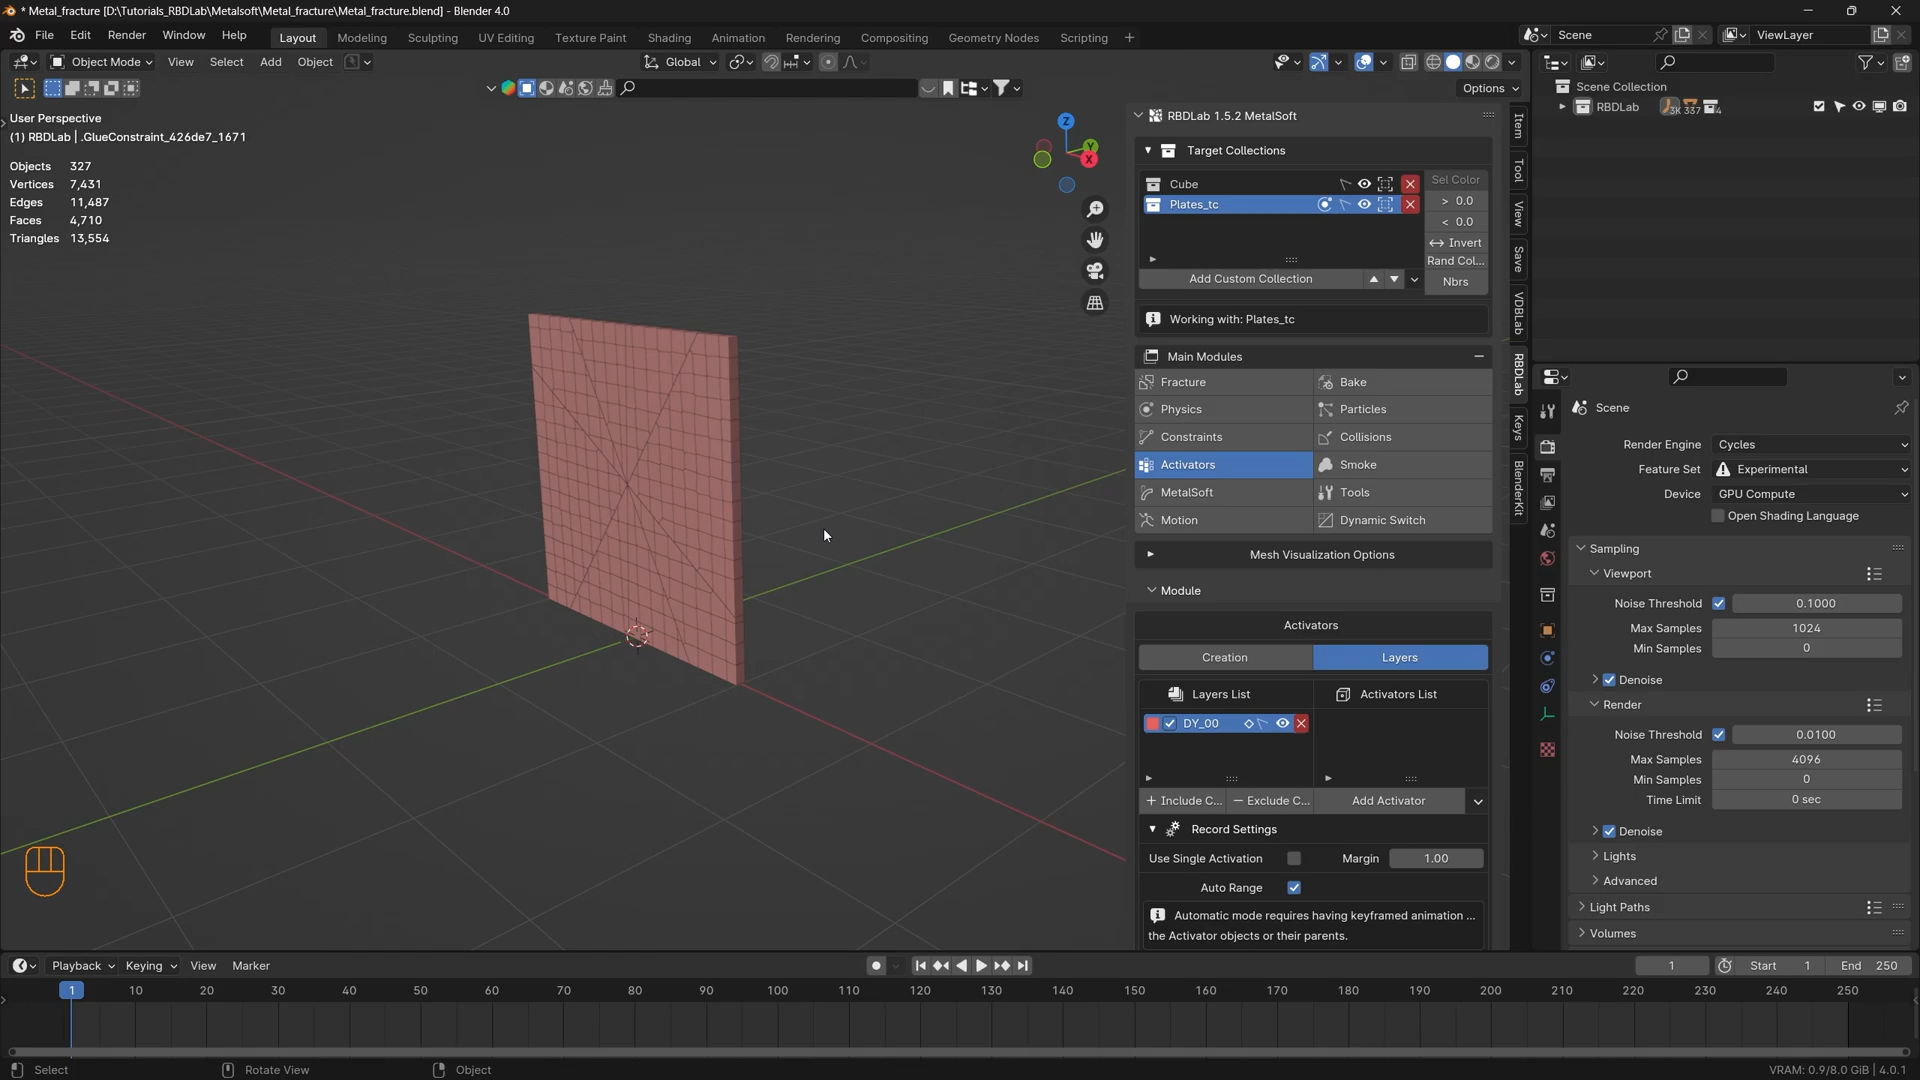 * Metal_fracture [D:\Tutorials_RBDLab\Metalsoft\Metal_fracture\Metal_fracture.blend] - Blender 4.0
File Edit Render Window Help Layout Modeling Sculpting UV Editing Texture Paint Shading Animation Rendering Compositing Geometry Nodes Scripting + Scene ViewLayer
Object Mode View Select Add Object Global
Options
User Perspective
(1) RBDLab | .GlueConstraint_426de7_1671
Objects 327
Vertices 7,431
Edges 11,487
Faces 4,710
Triangles 13,554
Z
Y
X
RBDLab 1.5.2 MetalSoft
Target Collections
Cube
Plates_tc
Sel Color
> 0.0
< 0.0
Invert
Rand Col...
Nbrs
Add Custom Collection
Working with: Plates_tc
Main Modules
Fracture Bake
Physics Particles
Constraints Collisions
Activators Smoke
MetalSoft Tools
Motion Dynamic Switch
Mesh Visualization Options
Module
Activators
Creation Layers
Layers List Activators List
DY_00
+ Include C... − Exclude C... Add Activator
Record Settings
Use Single Activation Margin 1.00
Auto Range
Automatic mode requires having keyframed animation ...
the Activator objects or their parents.
Item
Tool
View
Save
VDBLab
RBDLab
Keys
BlenderKit
Scene Collection
RBDLab 3K 337 4
Scene
Render Engine Cycles
Feature Set Experimental
Device GPU Compute
Open Shading Language
Sampling
Viewport
Noise Threshold 0.1000
Max Samples 1024
Min Samples 0
Denoise
Render
Noise Threshold 0.0100
Max Samples 4096
Min Samples 0
Time Limit 0 sec
Denoise
Lights
Advanced
Light Paths
Volumes
Playback Keying View Marker 1 Start 1 End 250
1 10 20 30 40 50 60 70 80 90 100 110 120 130 140 150 160 170 180 190 200 210 220 230 240 250
Select Rotate View Object VRAM: 0.9/8.0 GiB | 4.0.1